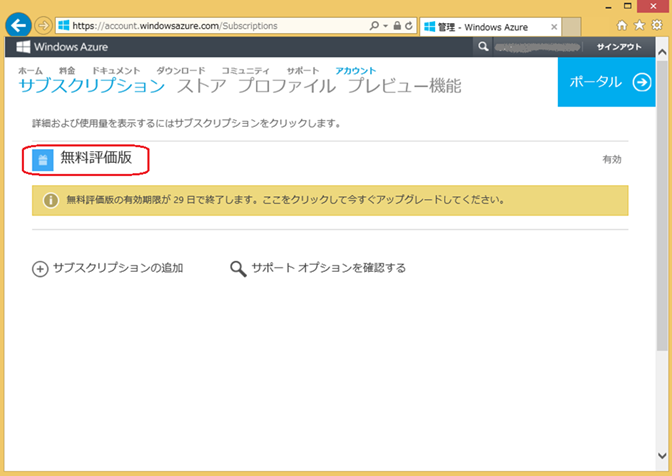 https://account.windowsazure.com/Subscriptions
管理 - Windows Azure
Windows Azure
サインアウト
ホーム 料金 ドキュメント ダウンロード コミュニティ サポート アカウント
サブスクリプション ストア プロファイル プレビュー機能
ポータル
詳細および使用量を表示するにはサブスクリプションをクリックします。
無料評価版
有効
無料評価版の有効期限が 29 日で終了します。ここをクリックして今すぐアップグレードしてください。
サブスクリプションの追加
サポート オプションを確認する